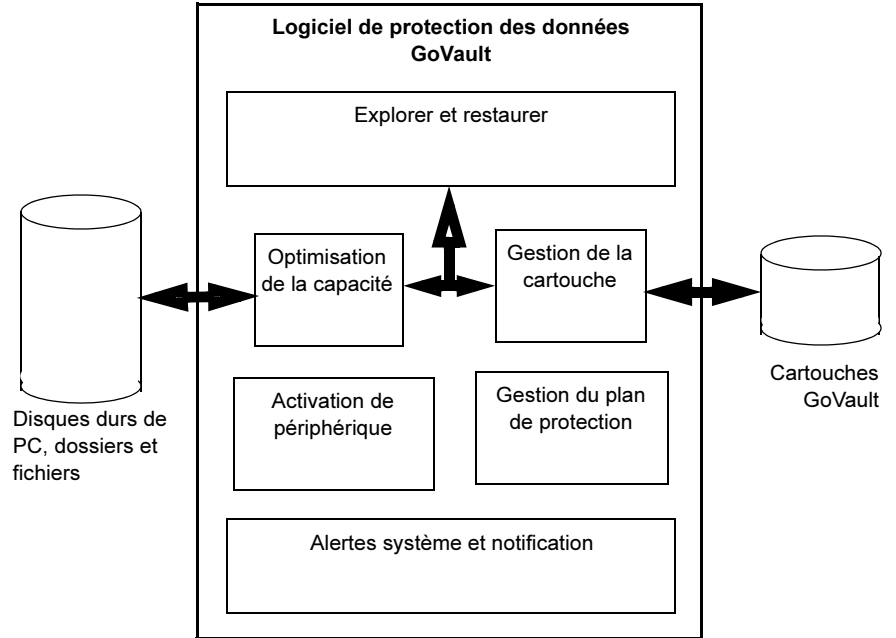 Logiciel de protection des données
GoVault
Explorer et restaurer
Optimisation
de la capacité
Gestion de la
cartouche
Disques durs de
PC, dossiers et
fichiers
Cartouches
GoVault
Activation de
périphérique
Gestion du plan
de protection
Alertes système et notification